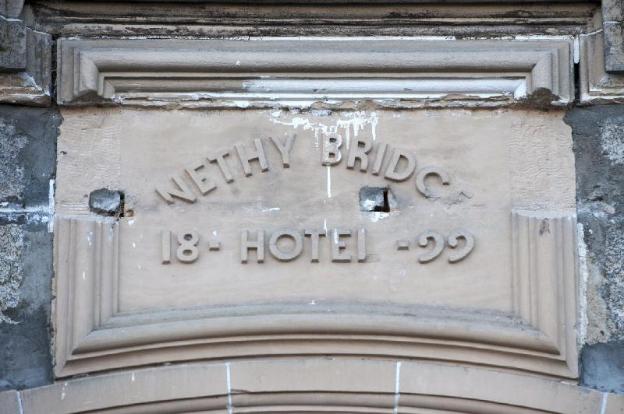 NETHY BRIDGE
18 - HOTEL - 99